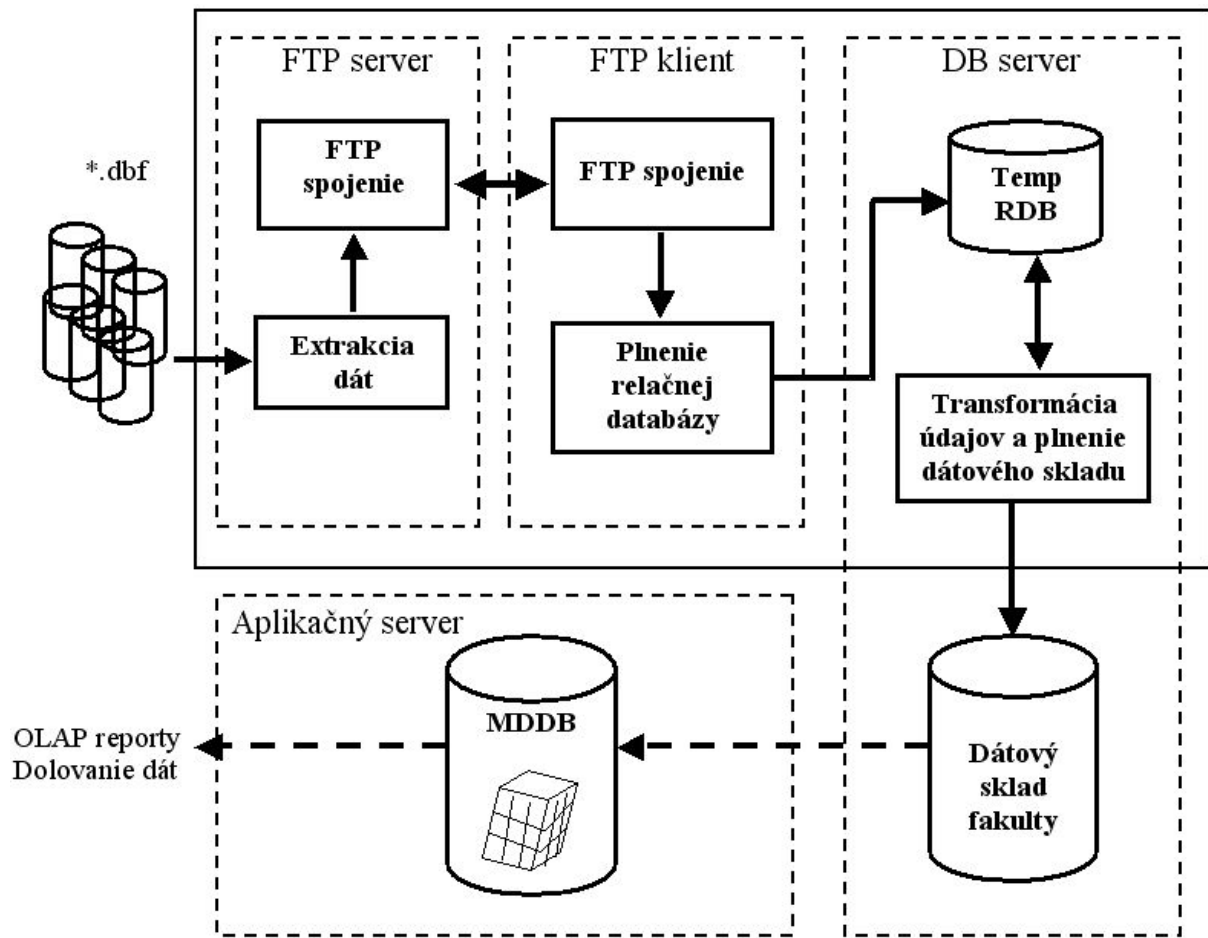 FTP server
FTP klient
DB server
*.dbf
FTP
spojenie
FTP spojenie
Temp
RDB
Extrakcia
dát
Plnenie
relačnej
databázy
Transformácia
údajov a plnenie
dátového skladu
Aplikačný server
MDDB
OLAP reporty
Dolovanie dát
Dátový
sklad
fakulty